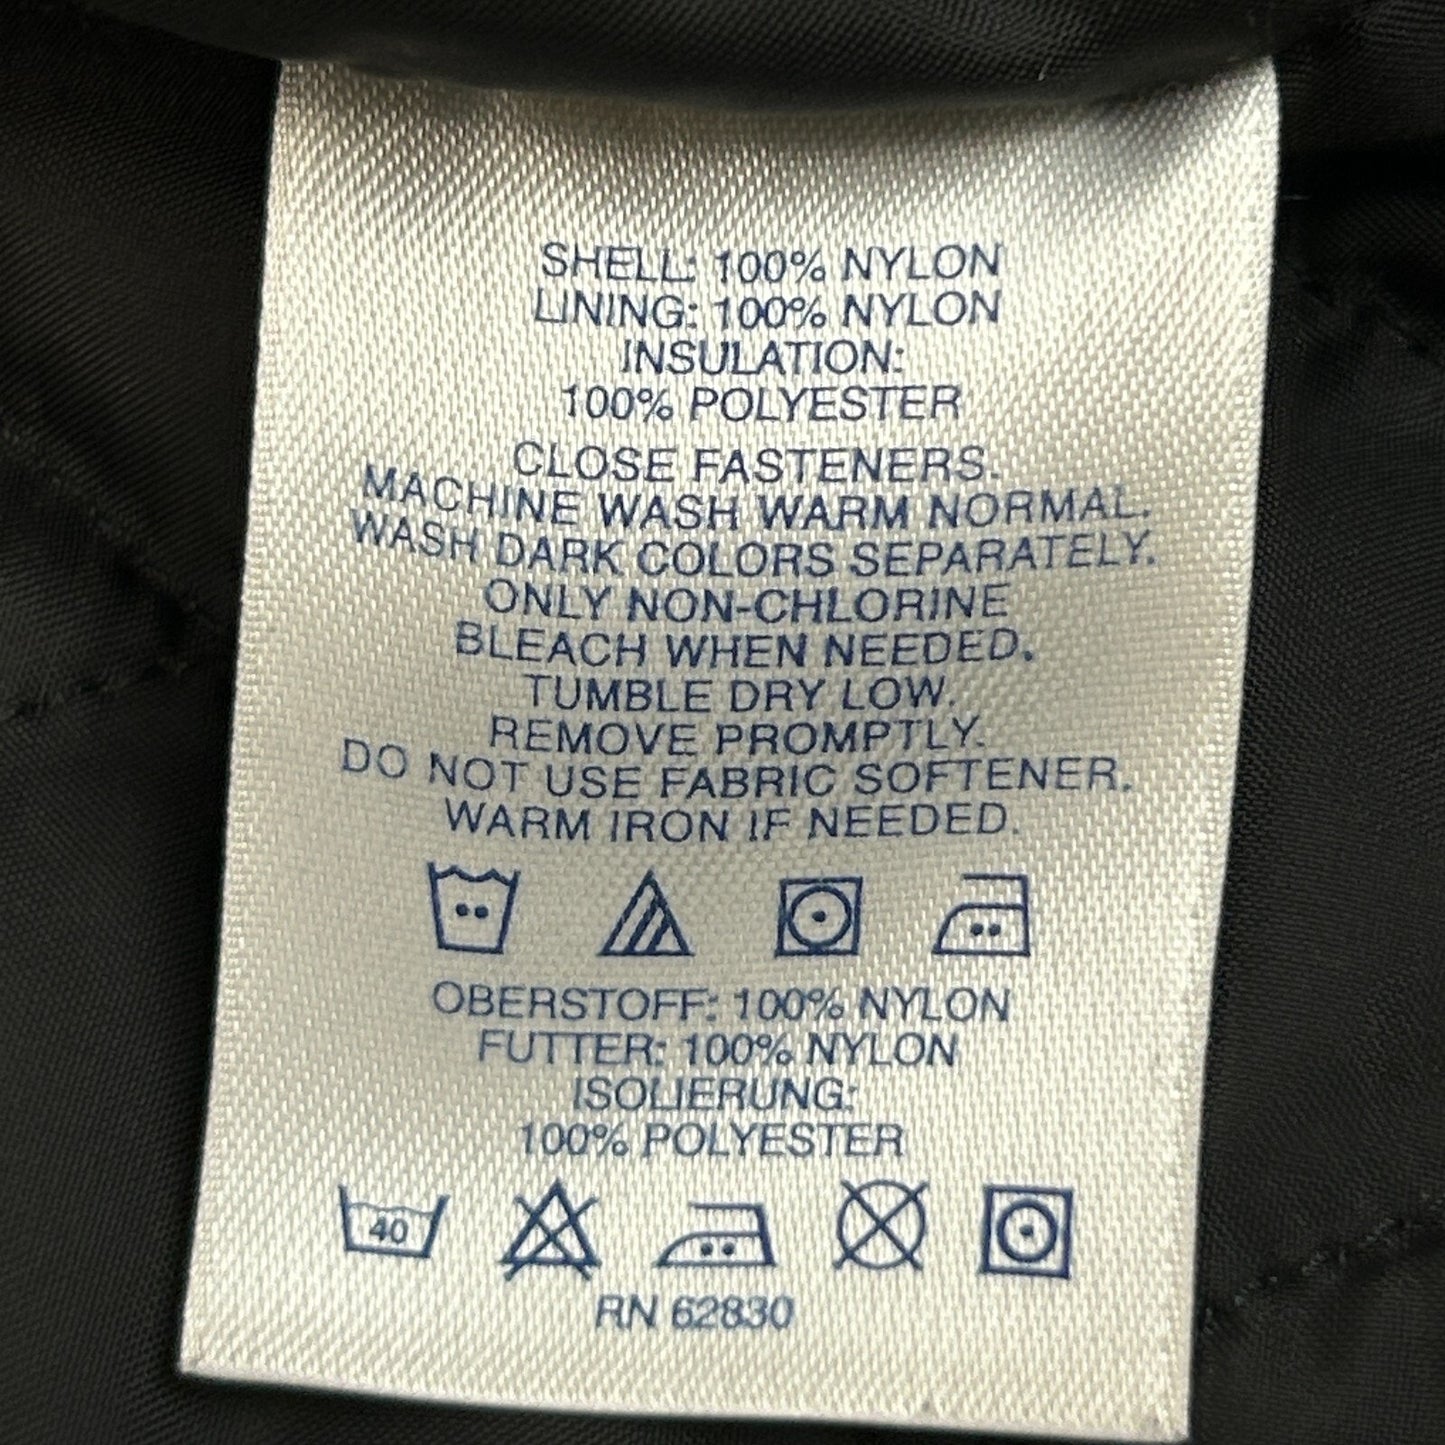 SHELL: 100% NYLON
LINING: 100% NYLON
INSULATION:
100% POLYESTER
CLOSE FASTENERS.
MACHINE WASH WARM NORMAL.
WASH DARK COLORS SEPARATELY.
ONLY NON-CHLORINE
BLEACH WHEN NEEDED.
TUMBLE DRY LOW.
REMOVE PROMPTLY.
DO NOT USE FABRIC SOFTENER.
WARM IRON IF NEEDED.
OBERSTOFF: 100% NYLON
FUTTER: 100% NYLON
ISOLIERUNG:
100% POLYESTER
40
RN 62830